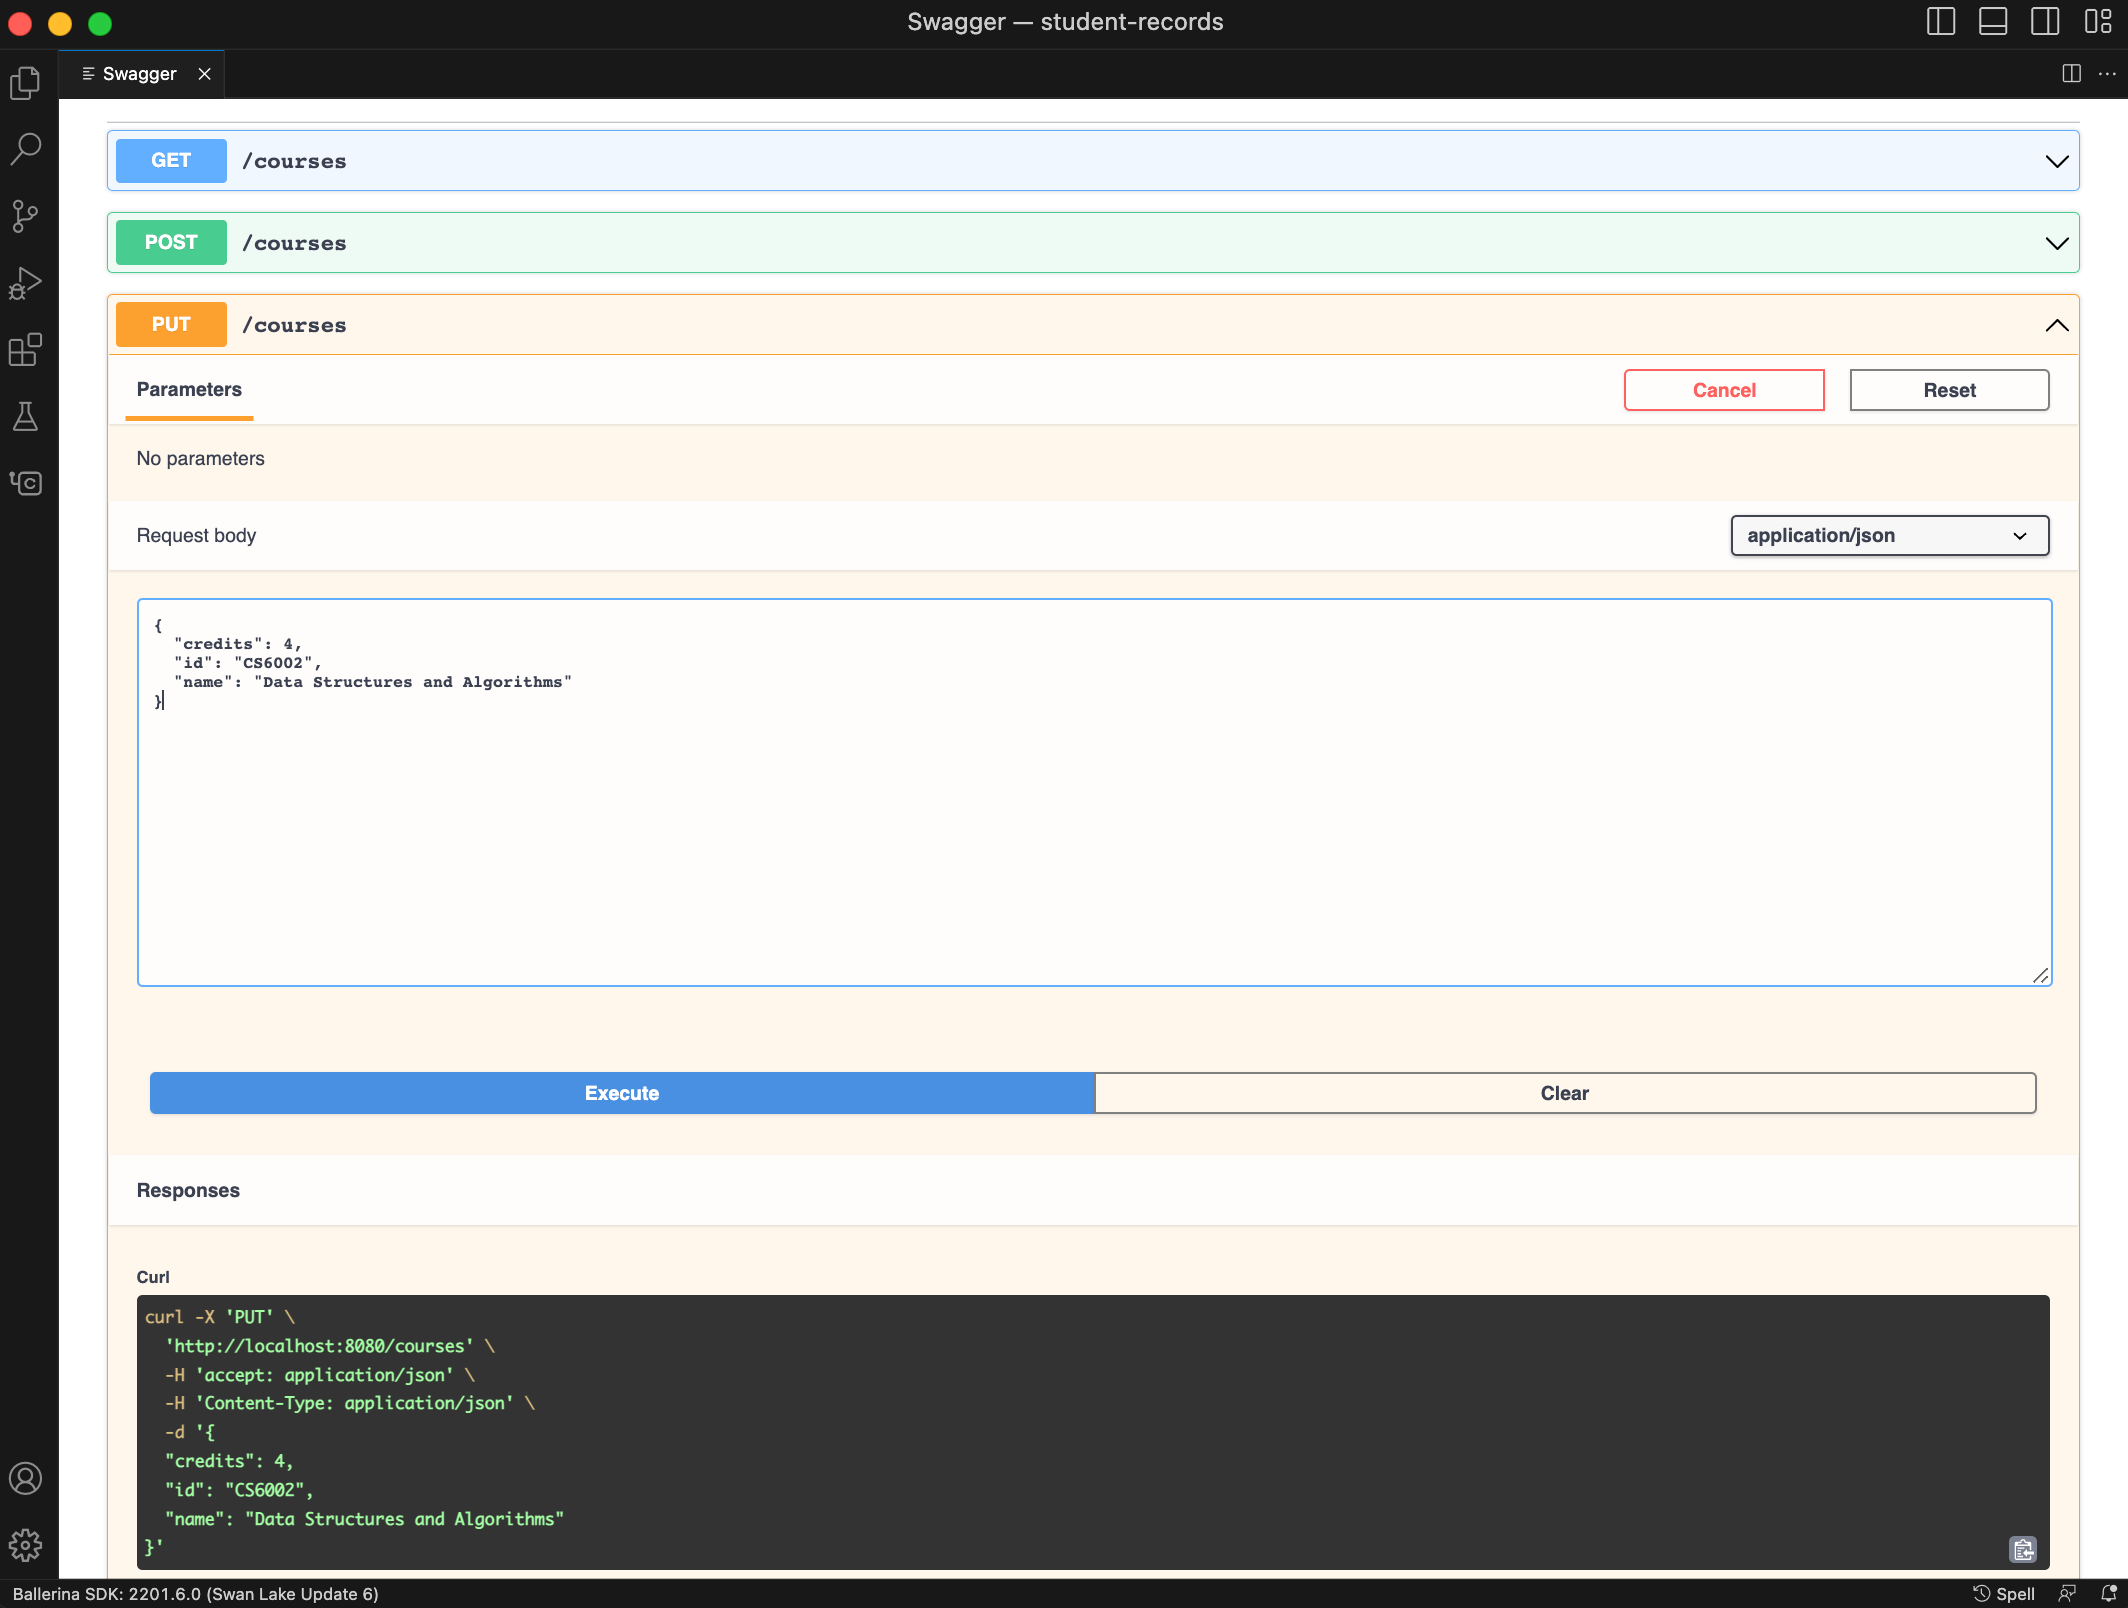 Swagger — student-records
Swagger
GET /courses
POST /courses
PUT /courses
Parameters
Cancel
Reset
No parameters
Request body
application/json
{
"credits": 4,
"id": "CS6002",
"name": "Data Structures and Algorithms"
}
Execute
Clear
Responses
Curl
curl -X 'PUT' \
'http://localhost:8080/courses' \
-H 'accept: application/json' \
-H 'Content-Type: application/json' \
-d '{
"credits": 4,
"id": "CS6002",
"name": "Data Structures and Algorithms"
}'
Ballerina SDK: 2201.6.0 (Swan Lake Update 6)
Spell